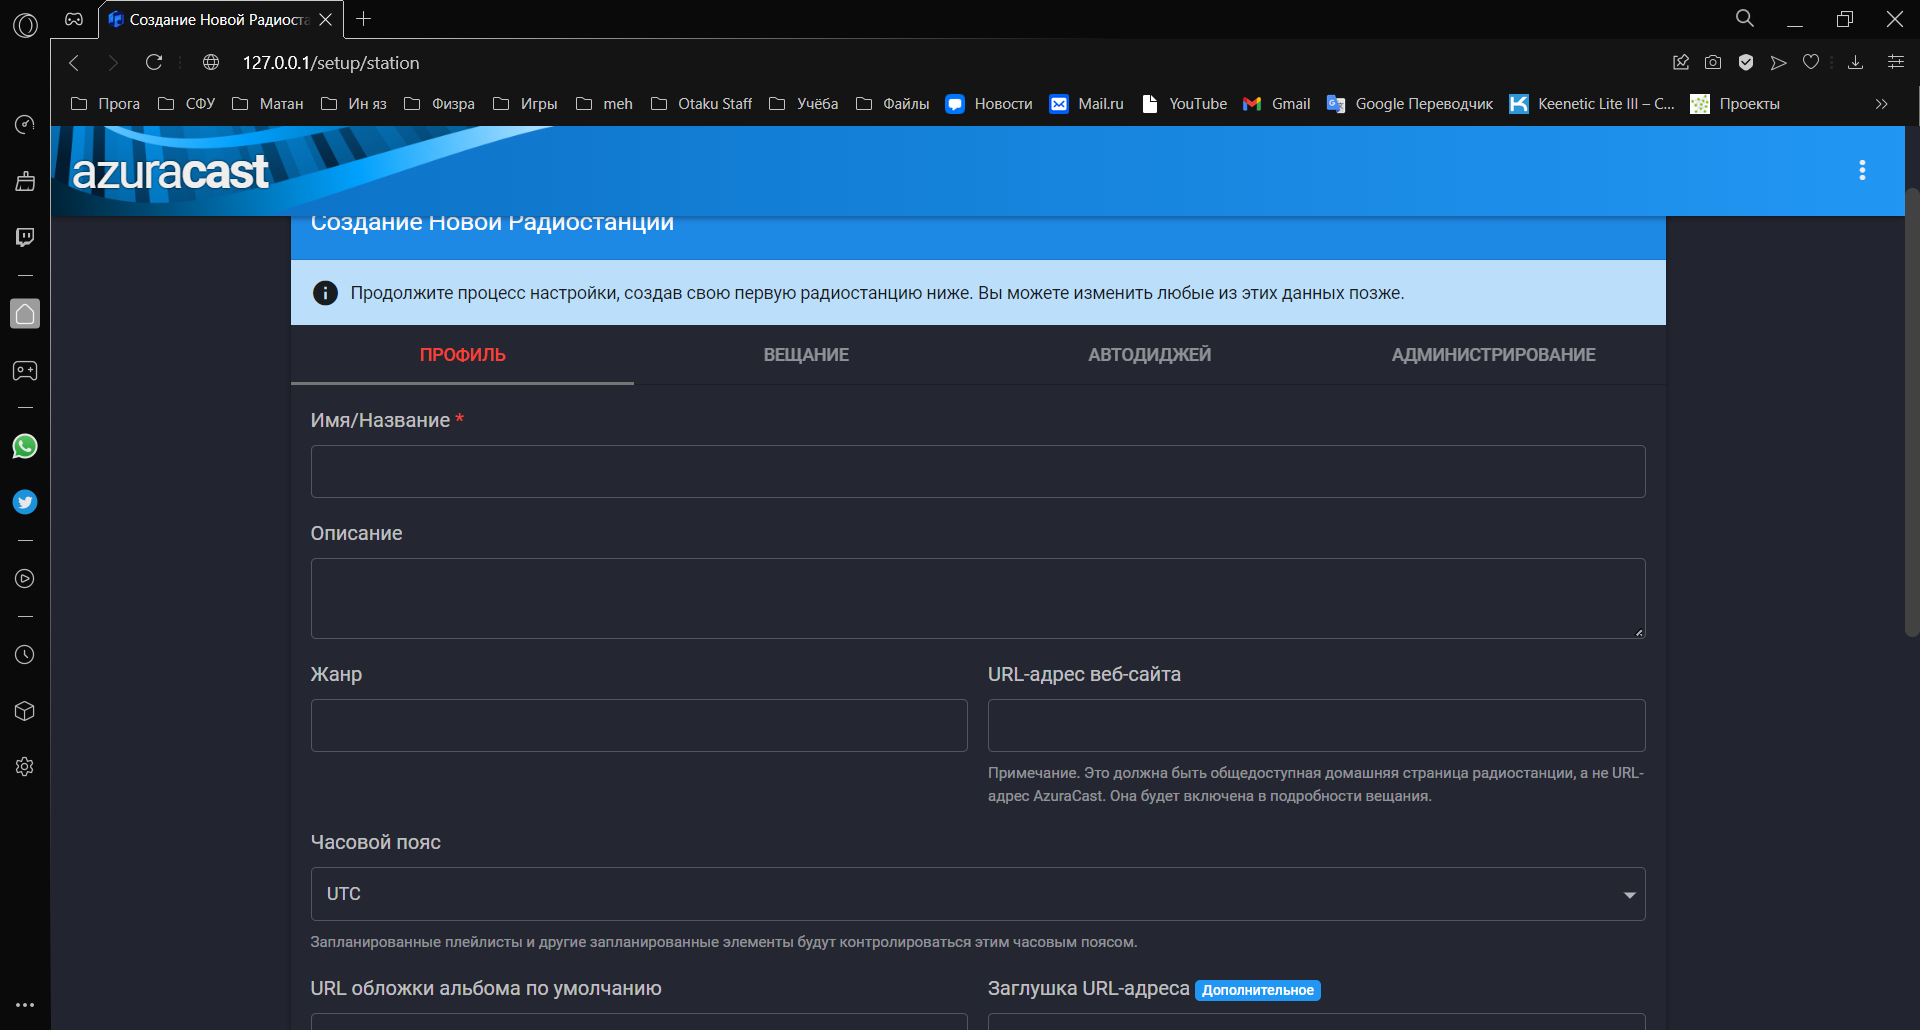 Создание Новой Радиоста
127.0.0.1/setup/station
Прога СФУ Матан Ин яз Физра Игры meh Otaku Staff Учёба Файлы Новости Mail.ru YouTube Gmail Google Переводчик Keenetic Lite III – С... Проекты
azuracast
Создание Новой Радиостанции
Продолжите процесс настройки, создав свою первую радиостанцию ниже. Вы можете изменить любые из этих данных позже.
ПРОФИЛЬ ВЕЩАНИЕ АВТОДИДЖЕЙ АДМИНИСТРИРОВАНИЕ
Имя/Название *
Описание
Жанр
URL-адрес веб-сайта
Примечание. Это должна быть общедоступная домашняя страница радиостанции, а не URL-
адрес AzuraCast. Она будет включена в подробности вещания.
Часовой пояс
UTC
Запланированные плейлисты и другие запланированные элементы будут контролироваться этим часовым поясом.
URL обложки альбома по умолчанию
Заглушка URL-адреса Дополнительное